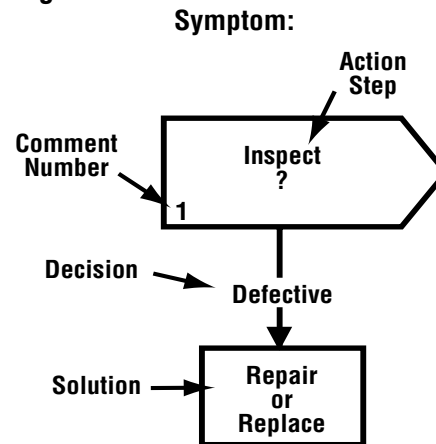 Symptom:
Action
Step
Comment
Number
Inspect
?
1
Decision
Defective
Solution
Repair
or
Replace